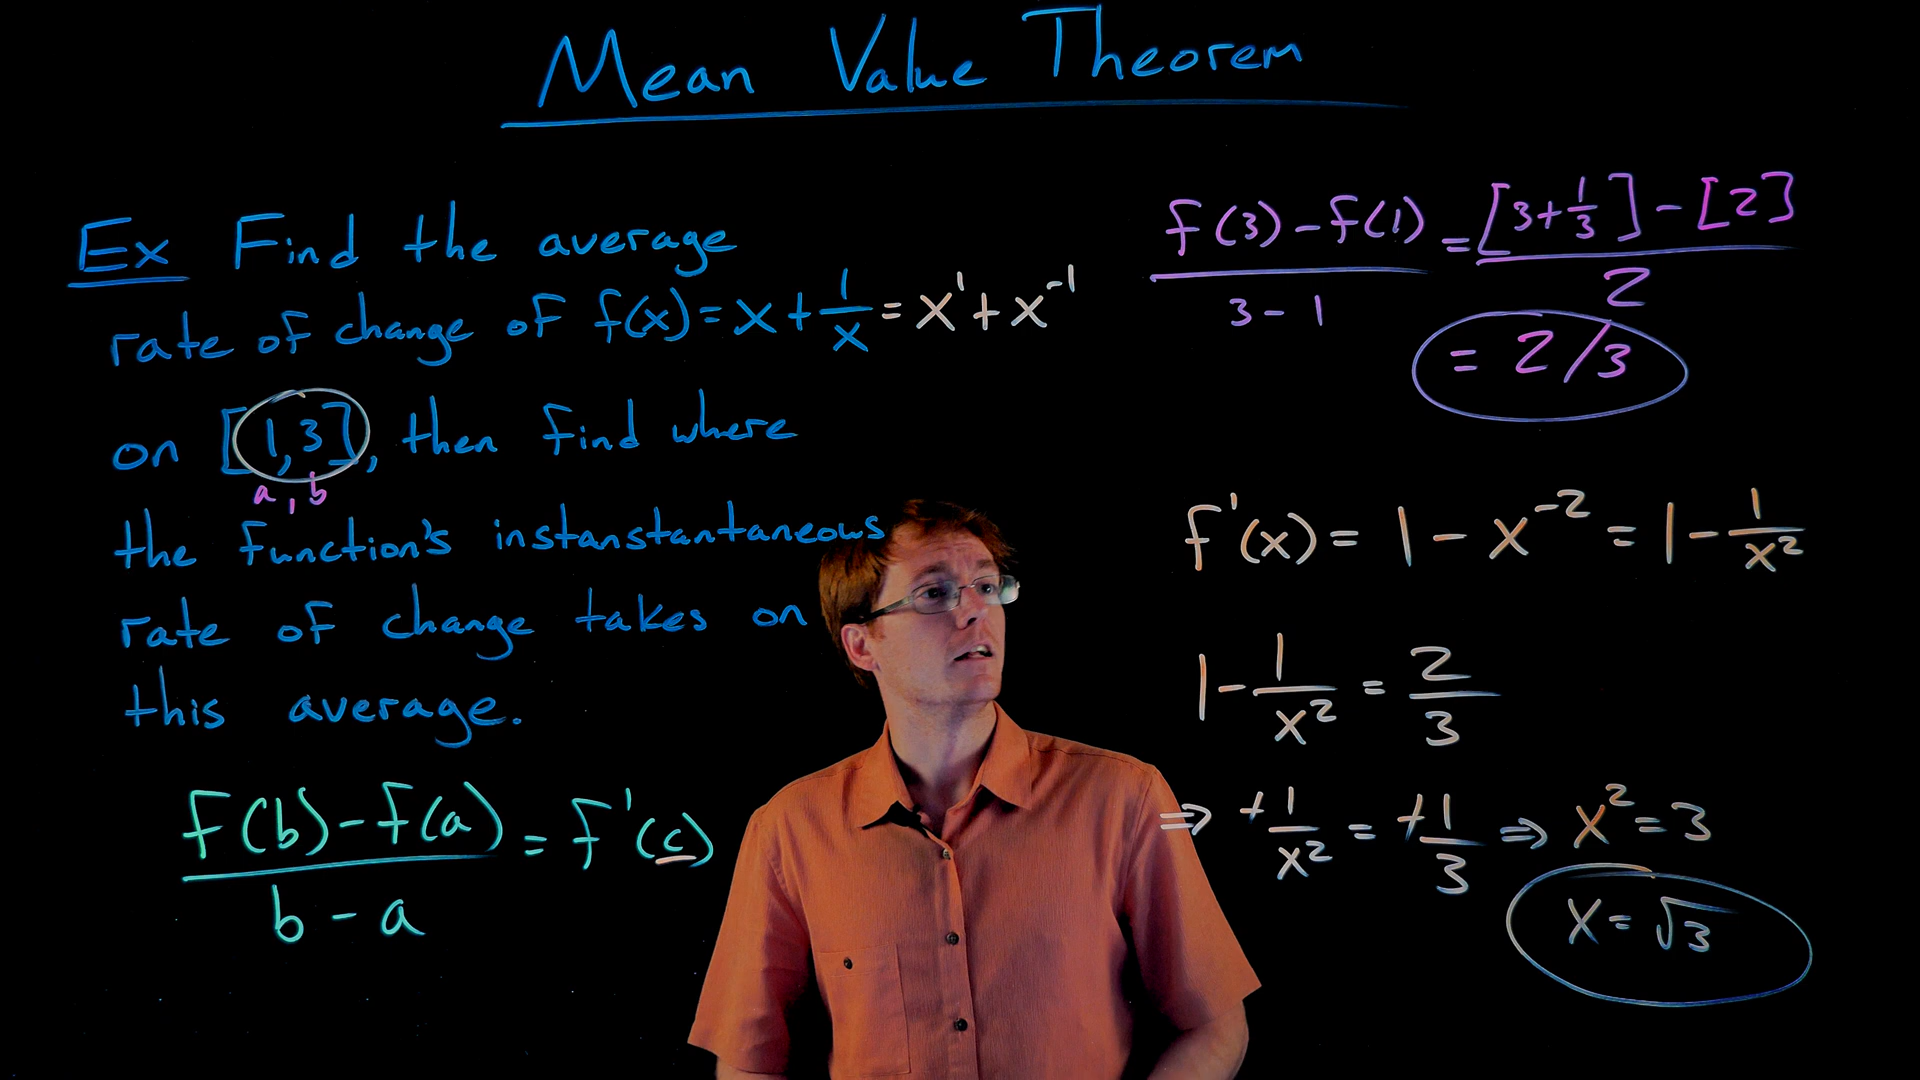 Mean Value Theorem
Ex Find the average
rate of change of f(x) = x + 1/x = x¹ + x⁻¹
on [1,3], then find where
a, b
the function's instanstantaneous
rate of change takes on
this average.
f(b) - f(a) / b - a = f'(c)
f(3) - f(1) / 3 - 1 = [3 + 1/3] - [2] / 2
= 2/3
f'(x) = 1 - x⁻² = 1 - 1/x²
1 - 1/x² = 2/3
⇒ +1/x² = +1/3 ⇒ x² = 3
x = √3